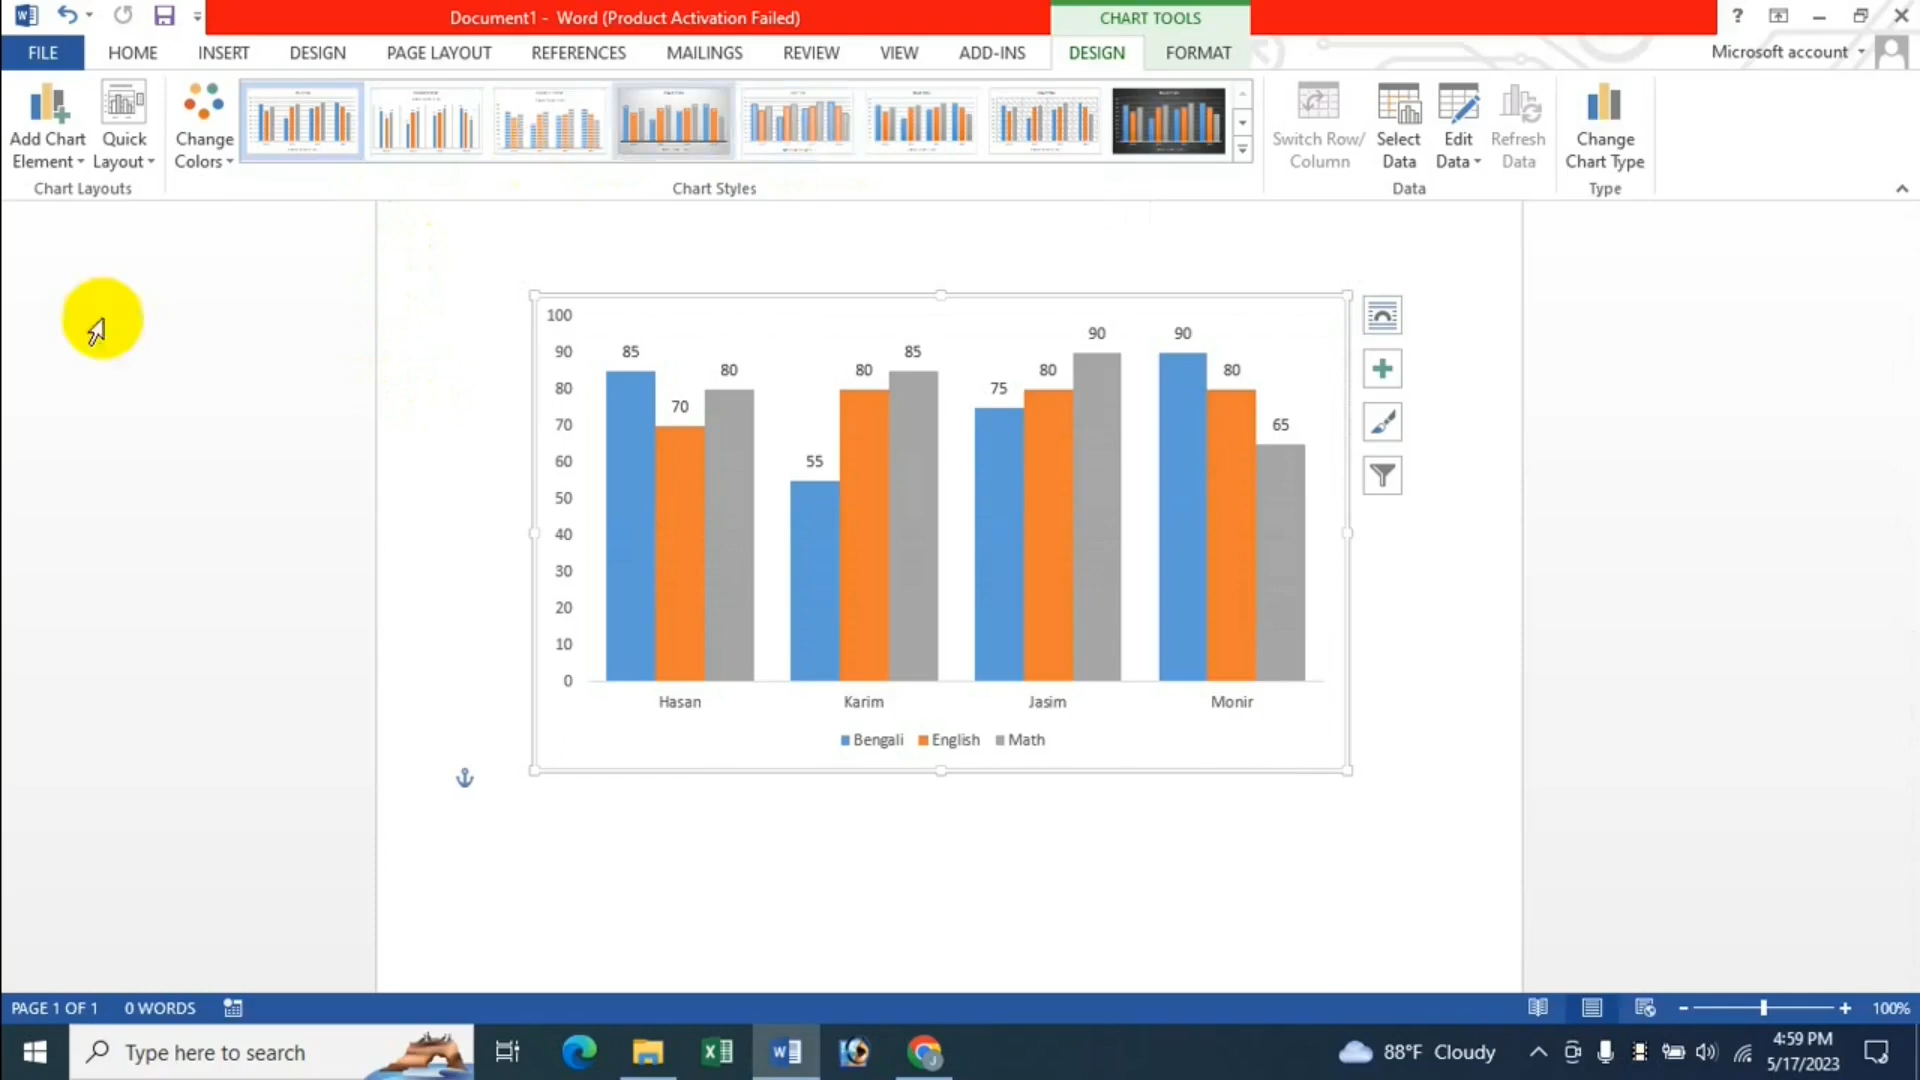 Document1 - Word (Product Activation Failed)
CHART TOOLS
?
FILE
HOME
INSERT
DESIGN
PAGE LAYOUT
REFERENCES
MAILINGS
REVIEW
VIEW
ADD-INS
DESIGN
FORMAT
Microsoft account
Add Chart
Element
Quick
Layout
Change
Colors
Switch Row/
Column
Select
Data
Edit
Data
Refresh
Data
Change
Chart Type
Chart Layouts
Chart Styles
Data
Type
100
90
80
70
60
50
40
30
20
10
0
85
70
80
55
80
85
75
80
90
90
80
65
Hasan
Karim
Jasim
Monir
Bengali
English
Math
PAGE 1 OF 1
0 WORDS
100%
Type here to search
88°F Cloudy
4:59 PM
5/17/2023